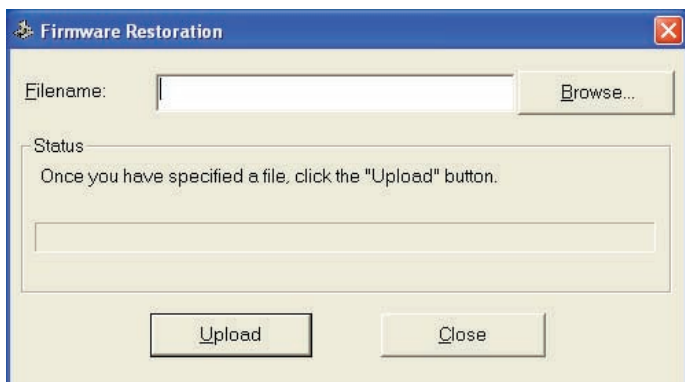 Firmware Restoration
Filename:
Browse...
Status
Once you have specified a file, click the "Upload" button.
Upload
Close